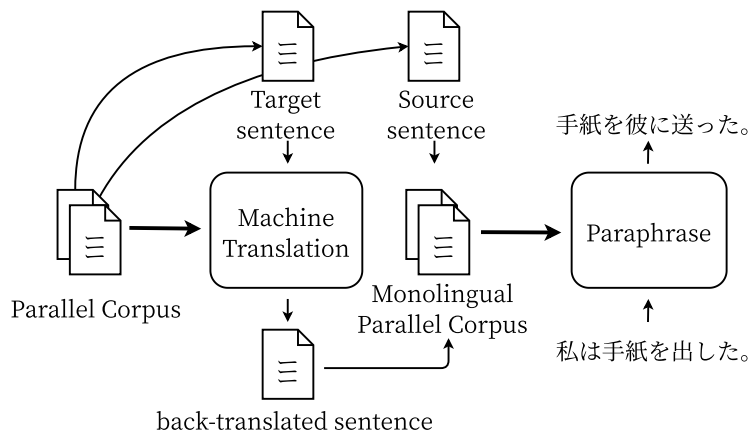 Target
sentence
Source
sentence
手紙を彼に送った。
Machine
Translation
Paraphrase
Parallel Corpus
Monolingual
Parallel Corpus
私は手紙を出した。
back-translated sentence